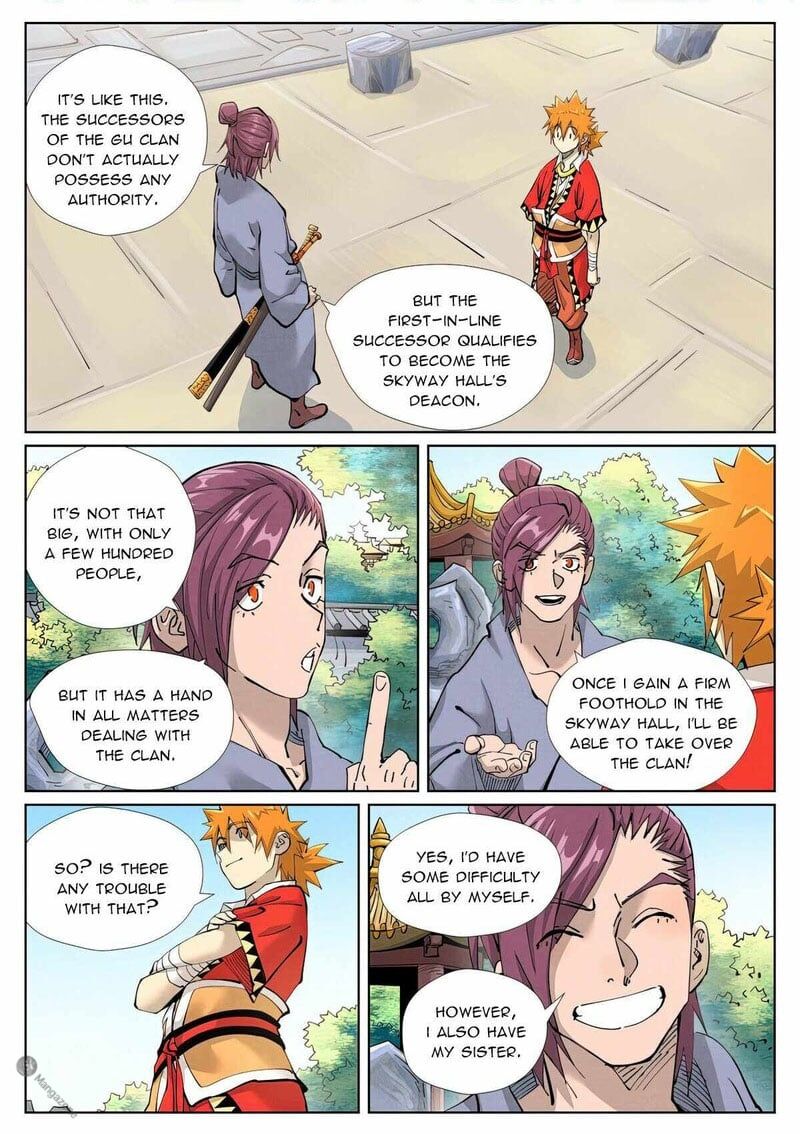 IT'S LIKE THIS.
THE SUCCESSORS
OF THE GU CLAN
DON'T ACTUALLY
POSSESS ANY
AUTHORITY.
BUT THE
FIRST-IN-LINE
SUCCESSOR QUALIFIES
TO BECOME THE
SKYWAY HALL'S
DEACON.
IT'S NOT THAT
BIG, WITH ONLY
A FEW HUNDRED
PEOPLE,
BUT IT HAS A HAND
IN ALL MATTERS
DEALING WITH
THE CLAN.
ONCE I GAIN A FIRM
FOOTHOLD IN THE
SKYWAY HALL, I'LL BE
ABLE TO TAKE OVER
THE CLAN!
SO? IS THERE
ANY TROUBLE
WITH THAT?
YES, I'D HAVE
SOME DIFFICULTY
ALL BY MYSELF.
HOWEVER,
I ALSO HAVE
MY SISTER.